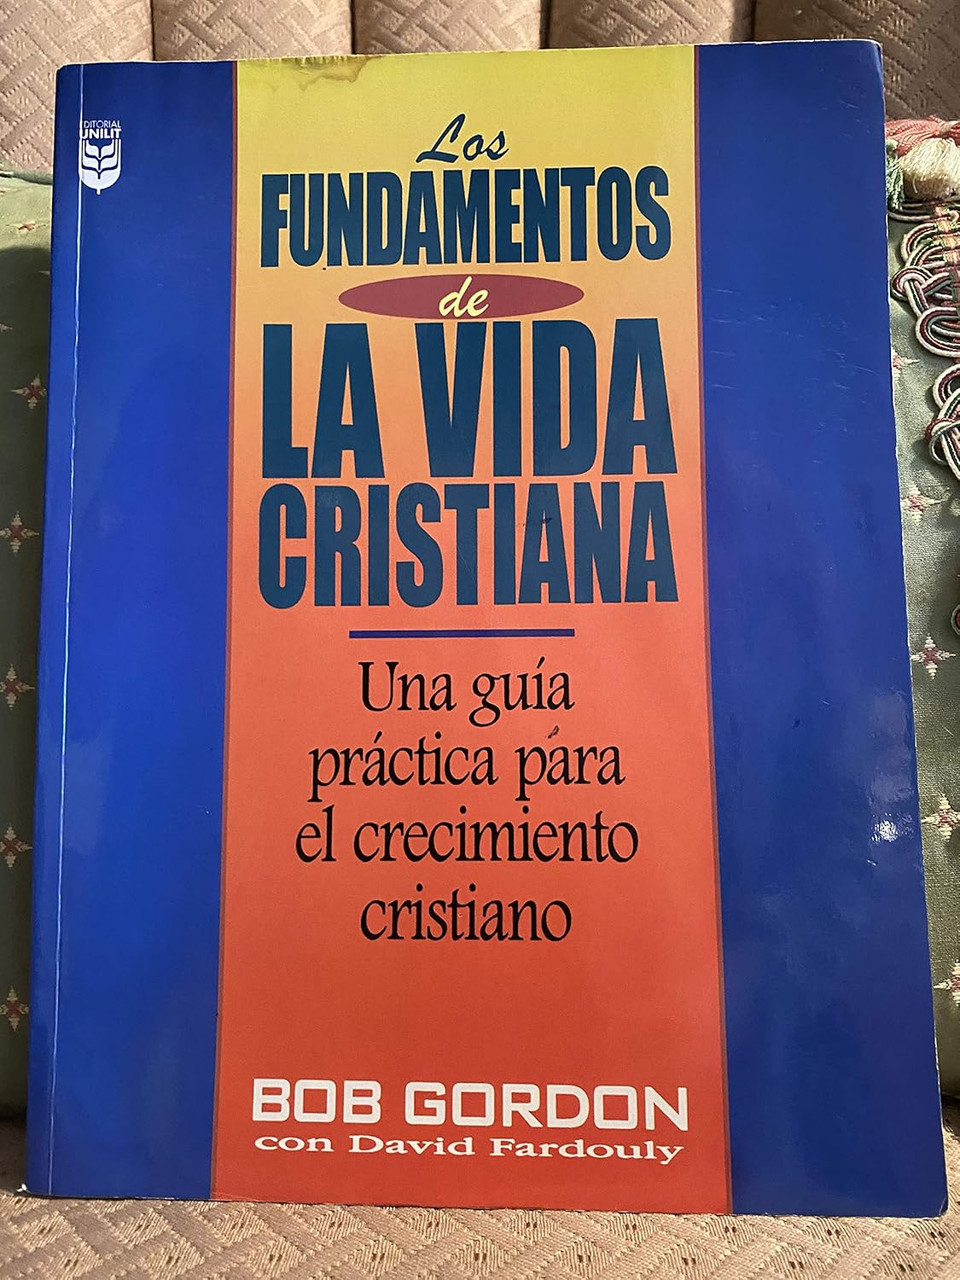 EDITORIAL
UNILIT
Los
FUNDAMENTOS
de
LA VIDA
CRISTIANA
Una guía
práctica para
el crecimiento
cristiano
BOB GORDON
con David Fardouly